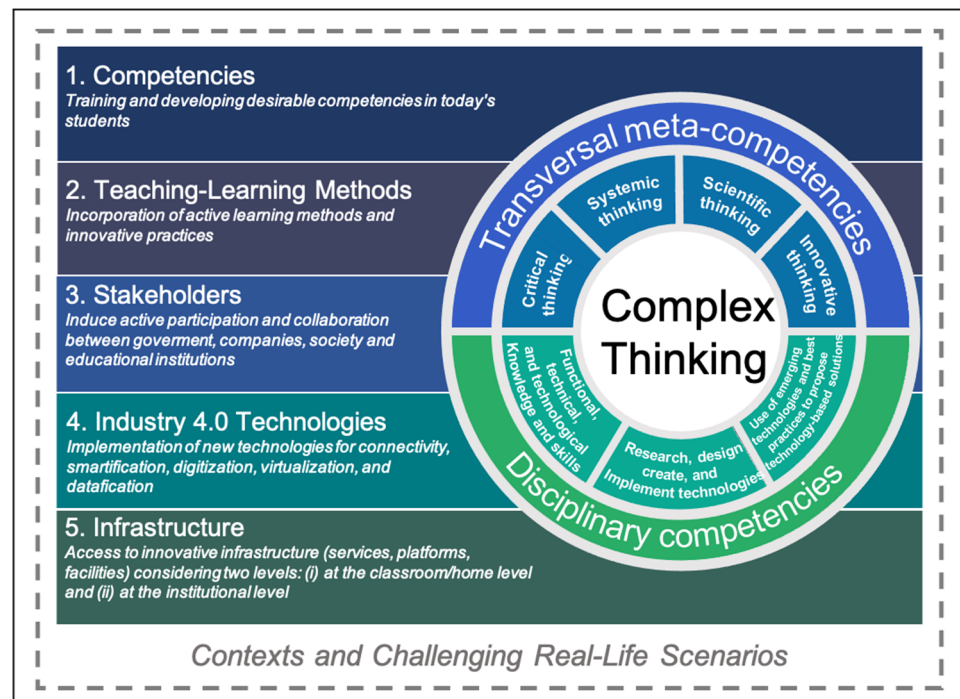 1. Competencies
Training and developing desirable competencies in today's
students
2. Teaching-Learning Methods
Incorporation of active learning methods and
innovative practices
3. Stakeholders
Induce active participation and collaboration
between goverment, companies, society and
educational institutions
4. Industry 4.0 Technologies
Implementation of new technologies for connectivity,
smartification, digitization, virtualization, and
datafication
5. Infrastructure
Access to innovative infrastructure (services, platforms,
facilities) considering two levels: (i) at the classroom/home level
and (ii) at the institutional level
Transversal meta-competencies
Critical
thinking
Systemic
thinking
Scientific
thinking
Innovative
thinking
Complex
Thinking
Functional,
technical,
and technological
Knowledge and skills
Research, design
create, and
Implement technologies
Use of emerging
technologies and best
practices to propose
technology-based solutions
Disciplinary competencies
Contexts and Challenging Real-Life Scenarios